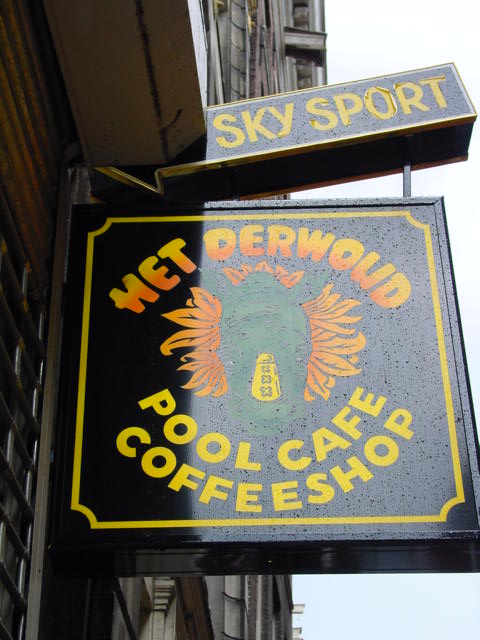 SKY SPORT
HET DERWOUD
POOL CAFE
COFFEESHOP